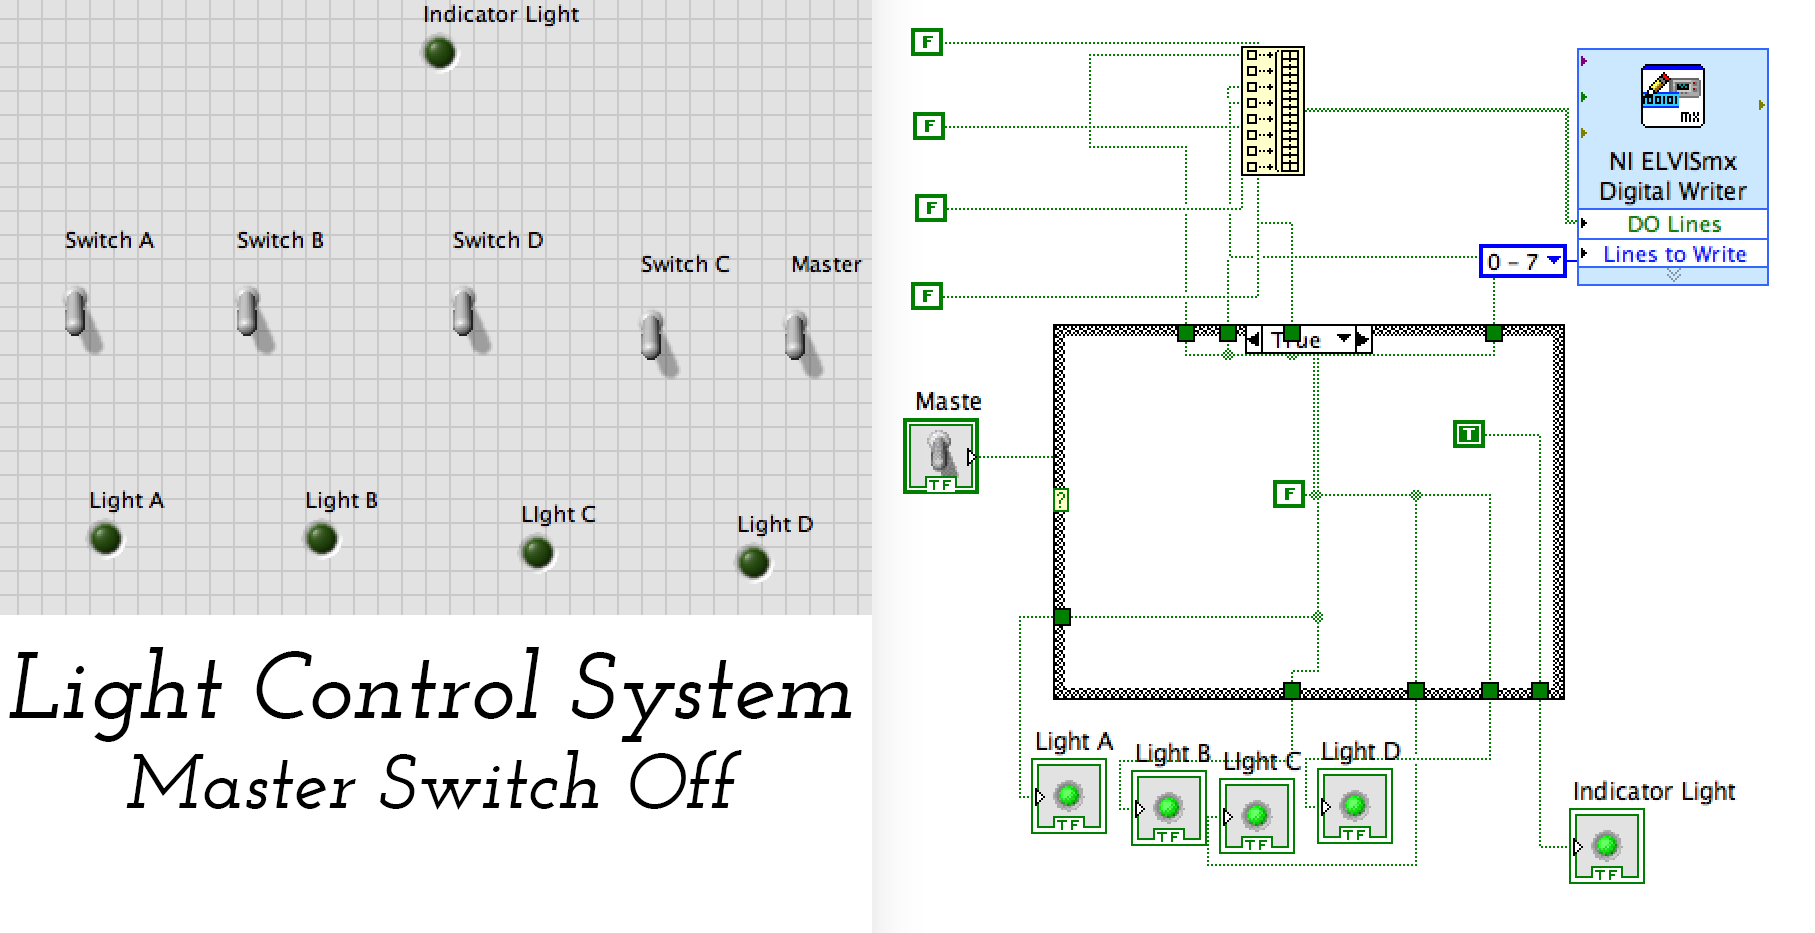 Indicator Light
Switch A
Switch B
Switch D
Switch C
Master
Light A
Light B
LIght C
Light D
Light Control System
Master Switch Off
F
F
F
F
NI ELVISmx
Digital Writer
DO Lines
Lines to Write
mx
0 - 7
True
Maste
TF
?
T
F
Light A
TF
Light B
TF
LIght C
TF
Light D
TF
Indicator Light
TF